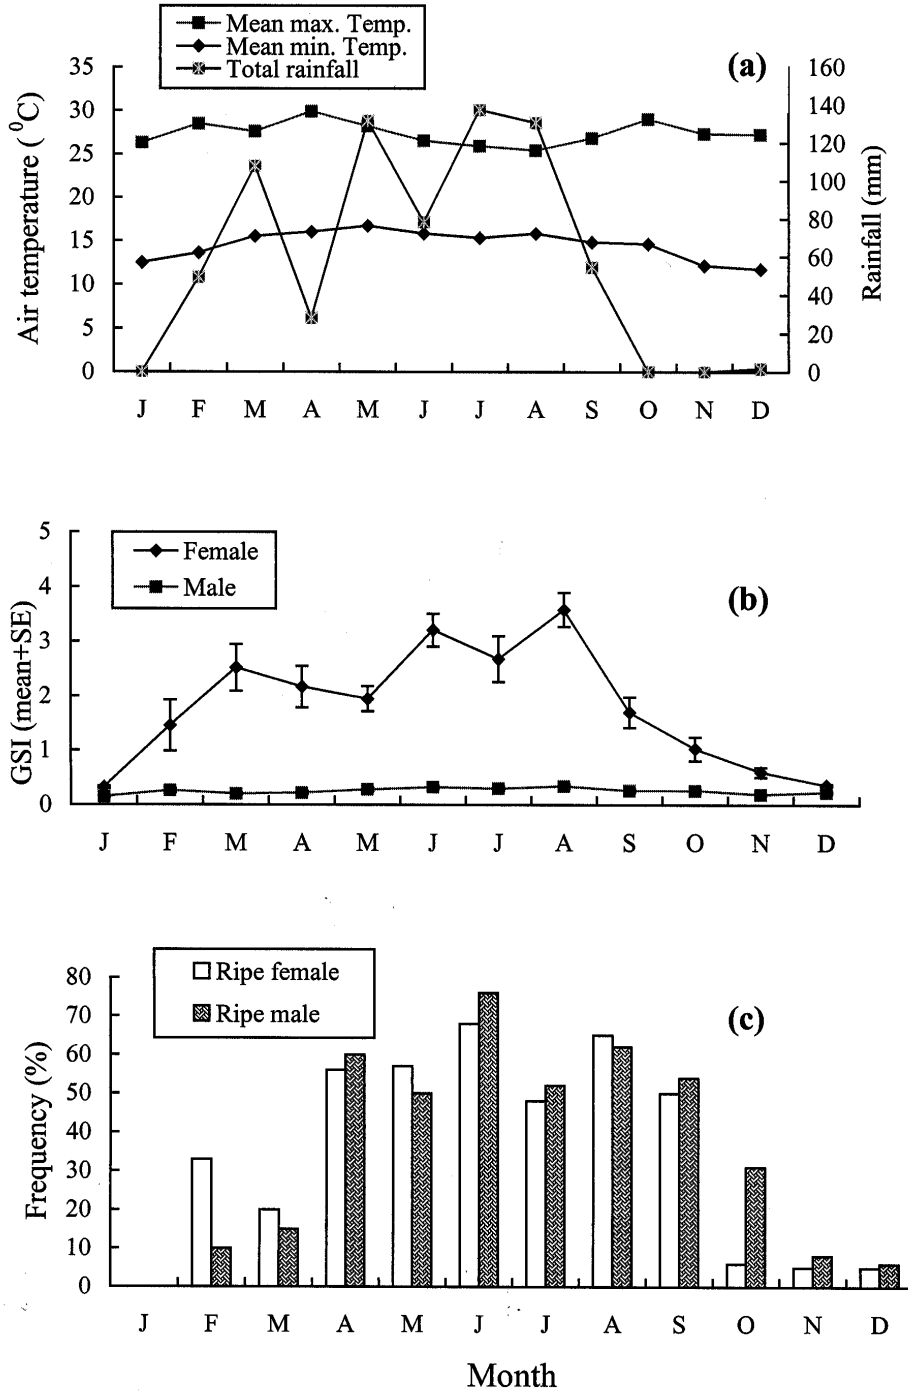 Mean max. Temp.
Mean min. Temp.
Total rainfall
(a)
35
30
25
20
15
10
5
0
Air temperature ( ⁰C)
160
140
120
100
80
60
40
20
0
Rainfall (mm)
J F M A M J J A S O N D
Female
Male
(b)
5
4
3
2
1
0
GSI (mean+SE)
J F M A M J J A S O N D
Ripe female
Ripe male
(c)
80
70
60
50
40
30
20
10
0
Frequency (%)
J F M A M J J A S O N D
Month